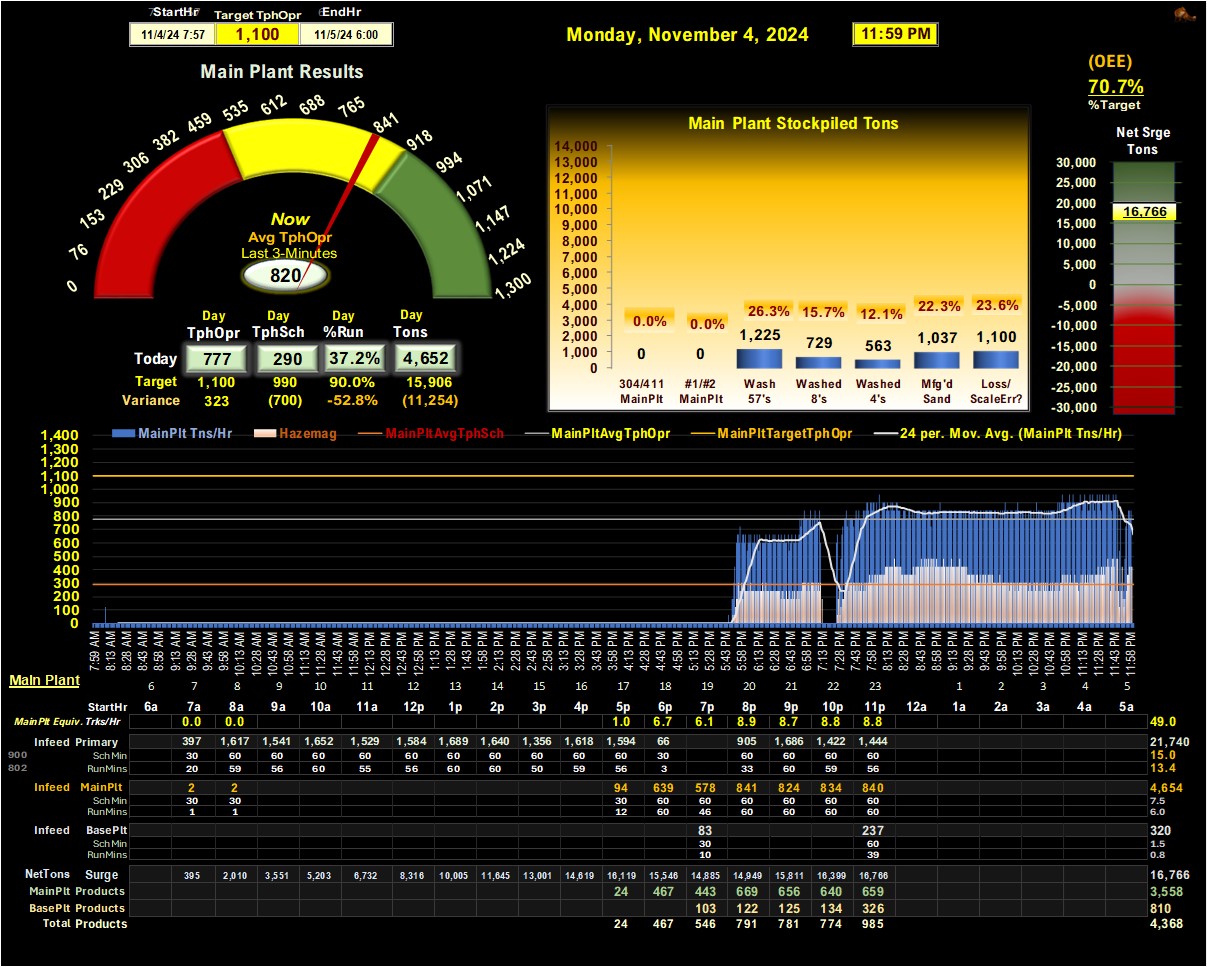 StartHr Target TphOpr EndHr
11/4/24 7:57 1,100 11/5/24 6:00
Monday, November 4, 2024 11:59 PM
(OEE)
70.7%
%Target
Main Plant Results
0 76 153 229 306 382 459 535 612 688 765 841 918 994 1,071 1,147 1,224 1,300
Now
Avg TphOpr
Last 3-Minutes
820
Day Day Day Day
TphOpr TphSch %Run Tons
Today 777 290 37.2% 4,652
Target 1,100 990 90.0% 15,906
Variance 323 (700) -52.8% (11,254)
Main Plant Stockpiled Tons
14,000
13,000
12,000
11,000
10,000
9,000
8,000
7,000
6,000
5,000
4,000
3,000
2,000
1,000
0
0.0% 0.0% 26.3% 15.7% 12.1% 22.3% 23.6%
0 0 1,225 729 563 1,037 1,100
304/411 #1/#2 Wash Washed Washed Mfg'd Loss/
MainPlt MainPlt 57's 8's 4's Sand ScaleErr?
Net Srge
Tons
30,000
25,000
20,000
16,766
15,000
10,000
5,000
0
-5,000
-10,000
-15,000
-20,000
-25,000
-30,000
MainPlt Tns/Hr Hazemag MainPltAvgTphSch MainPltAvgTphOpr MainPltTargetTphOpr 24 per. Mov. Avg. (MainPlt Tns/Hr)
1,400
1,300
1,200
1,100
1,000
900
800
700
600
500
400
300
200
100
0
7:58 AM 8:13 AM 8:28 AM 8:43 AM 8:58 AM 9:13 AM 9:28 AM 9:43 AM 9:58 AM 10:13 AM 10:28 AM 10:43 AM 10:58 AM 11:13 AM 11:28 AM 11:43 AM 11:58 AM 12:13 PM 12:28 PM 12:43 PM 12:58 PM 1:13 PM 1:28 PM 1:43 PM 1:58 PM 2:13 PM 2:28 PM 2:43 PM 2:58 PM 3:13 PM 3:28 PM 3:43 PM 3:58 PM 4:13 PM 4:28 PM 4:43 PM 4:58 PM 5:13 PM 5:28 PM 5:43 PM 5:58 PM 6:13 PM 6:28 PM 6:43 PM 6:58 PM 7:13 PM 7:28 PM 7:43 PM 7:58 PM 8:13 PM 8:28 PM 8:43 PM 8:58 PM 9:13 PM 9:28 PM 9:43 PM 9:58 PM 10:13 PM 10:28 PM 10:43 PM 10:58 PM 11:13 PM 11:28 PM 11:43 PM 11:58 PM
Main Plant
6 7 8 9 10 11 12 13 14 15 16 17 18 19 20 21 22 23 1 2 3 4 5
StartHr 6a 7a 8a 9a 10a 11a 12p 1p 2p 3p 4p 5p 6p 7p 8p 9p 10p 11p 12a 1a 2a 3a 4a 5a
MainPlt Equiv. Trks/Hr 0.0 0.0 1.0 6.7 6.1 8.9 8.7 8.8 8.8 49.0
Infeed Primary 397 1,617 1,541 1,652 1,529 1,584 1,689 1,640 1,356 1,618 1,594 66 905 1,686 1,422 1,444 21,740
900 Sch Min 30 60 60 60 60 60 60 60 60 60 60 30 60 60 60 60 15.0
802 RunMins 20 59 56 60 55 56 60 60 50 59 56 3 33 60 59 56 13.4
Infeed MainPlt 2 2 94 639 578 841 824 834 840 4,654
Sch Min 30 30 30 60 60 60 60 60 60 7.5
RunMins 1 1 12 60 46 60 60 60 60 6.0
Infeed BasePlt 83 237 320
Sch Min 30 60 1.5
RunMins 10 39 0.8
NetTons Surge 395 2,010 3,551 5,203 6,732 8,316 10,005 11,645 13,001 14,619 16,119 15,546 14,885 14,949 15,811 16,399 16,766 16,766
MainPlt Products 24 467 443 669 656 640 659 3,558
BasePlt Products 103 122 125 134 326 810
Total Products 24 467 546 791 781 774 985 4,368